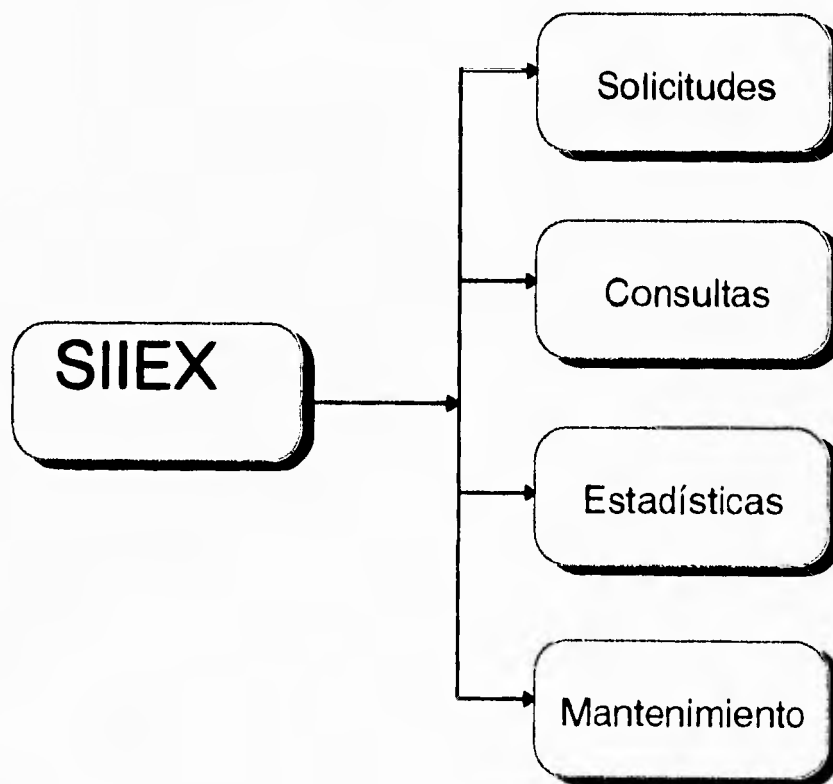 Solicitudes
Consultas
SIIEX
Estadísticas
Mantenimiento